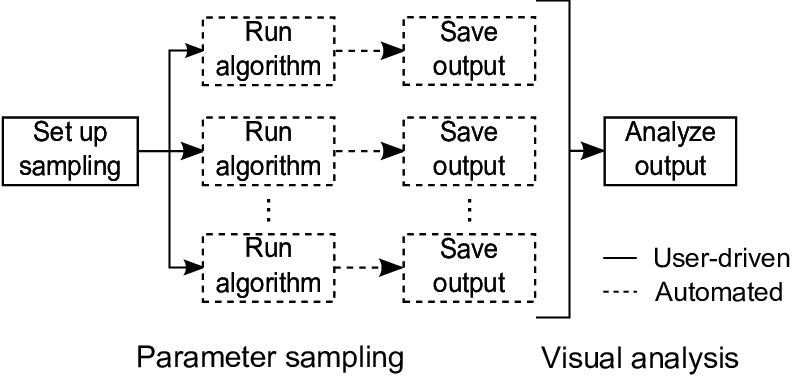 Run
algorithm
Save
output
Set up
sampling
Run
algorithm
Save
output
Analyze
output
Run
algorithm
Save
output
User-driven
Automated
Parameter sampling
Visual analysis